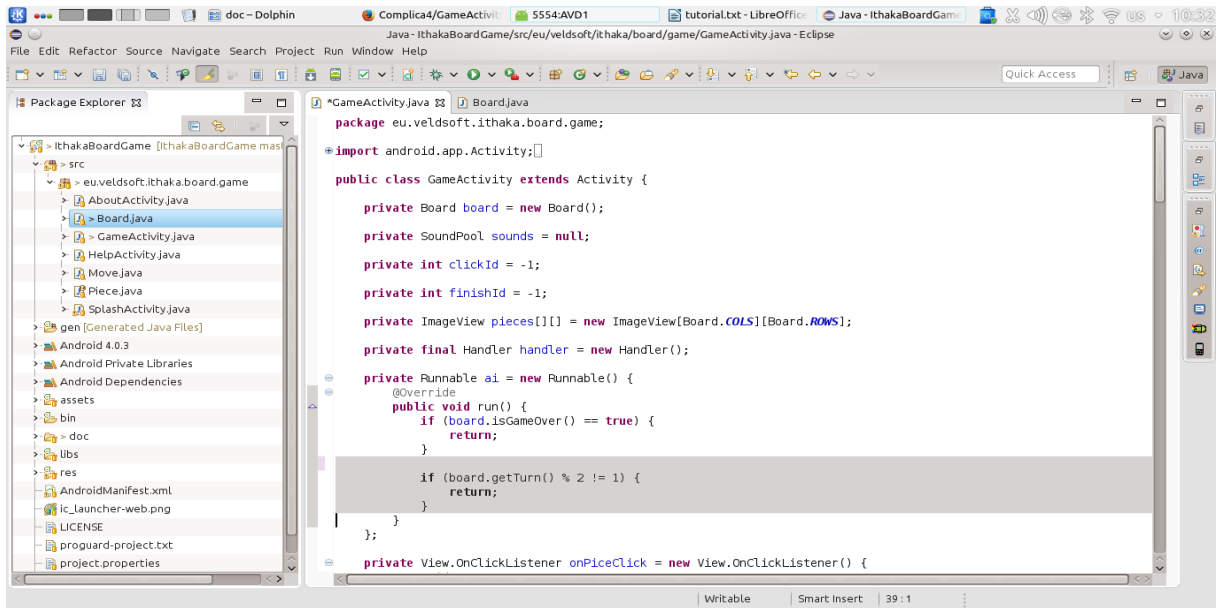 doc – Dolphin
Complica4/GameActivit
5554:AVD1
tutorial.txt - LibreOffice
Java - IthakaBoardGame
us
10:32
Java - IthakaBoardGame/src/eu/veldsoft/ithaka/board/game/GameActivity.java - Eclipse
File Edit Refactor Source Navigate Search Project Run Window Help
Quick Access
Java
Package Explorer
*GameActivity.java
Board.java
> IthakaBoardGame [IthakaBoardGame mas
> src
> eu.veldsoft.ithaka.board.game
AboutActivity.java
> Board.java
> GameActivity.java
HelpActivity.java
Move.java
Piece.java
SplashActivity.java
gen [Generated Java Files]
Android 4.0.3
Android Private Libraries
Android Dependencies
assets
bin
> doc
libs
res
AndroidManifest.xml
ic_launcher-web.png
LICENSE
proguard-project.txt
project.properties
package eu.veldsoft.ithaka.board.game;
import android.app.Activity;
public class GameActivity extends Activity {
private Board board = new Board();
private SoundPool sounds = null;
private int clickId = -1;
private int finishId = -1;
private ImageView pieces[][] = new ImageView[Board.COLS][Board.ROWS];
private final Handler handler = new Handler();
private Runnable ai = new Runnable() {
@Override
public void run() {
if (board.isGameOver() == true) {
return;
}
if (board.getTurn() % 2 != 1) {
return;
}
}
};
private View.OnClickListener onPiceClick = new View.OnClickListener() {
Writable
Smart Insert
39 : 1